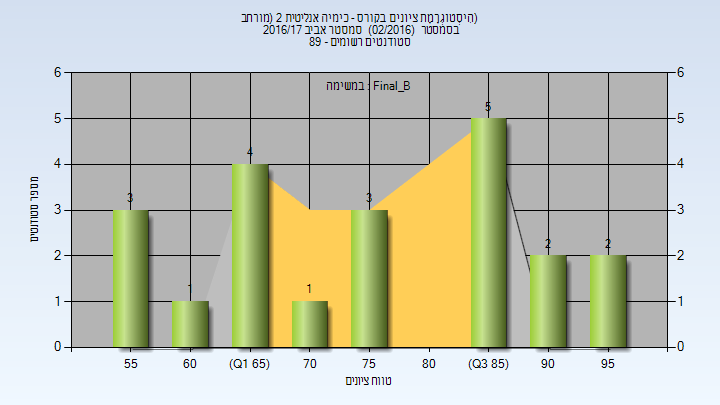 (היסטוגרמת ציונים בקורס - כימיה אנליטית 2 (מורחב
בסמסטר (02/2016) סמסטר אביב 2016/17
סטודנטים רשומים - 89
במשימה : Final_B
6 6
5 5
4 4
3 3
2 2
1 1
0 0
3 1 4 1 3 5 2 2
מספר סטודנטים
55 60 (Q1 65) 70 75 80 (Q3 85) 90 95
טווח ציונים